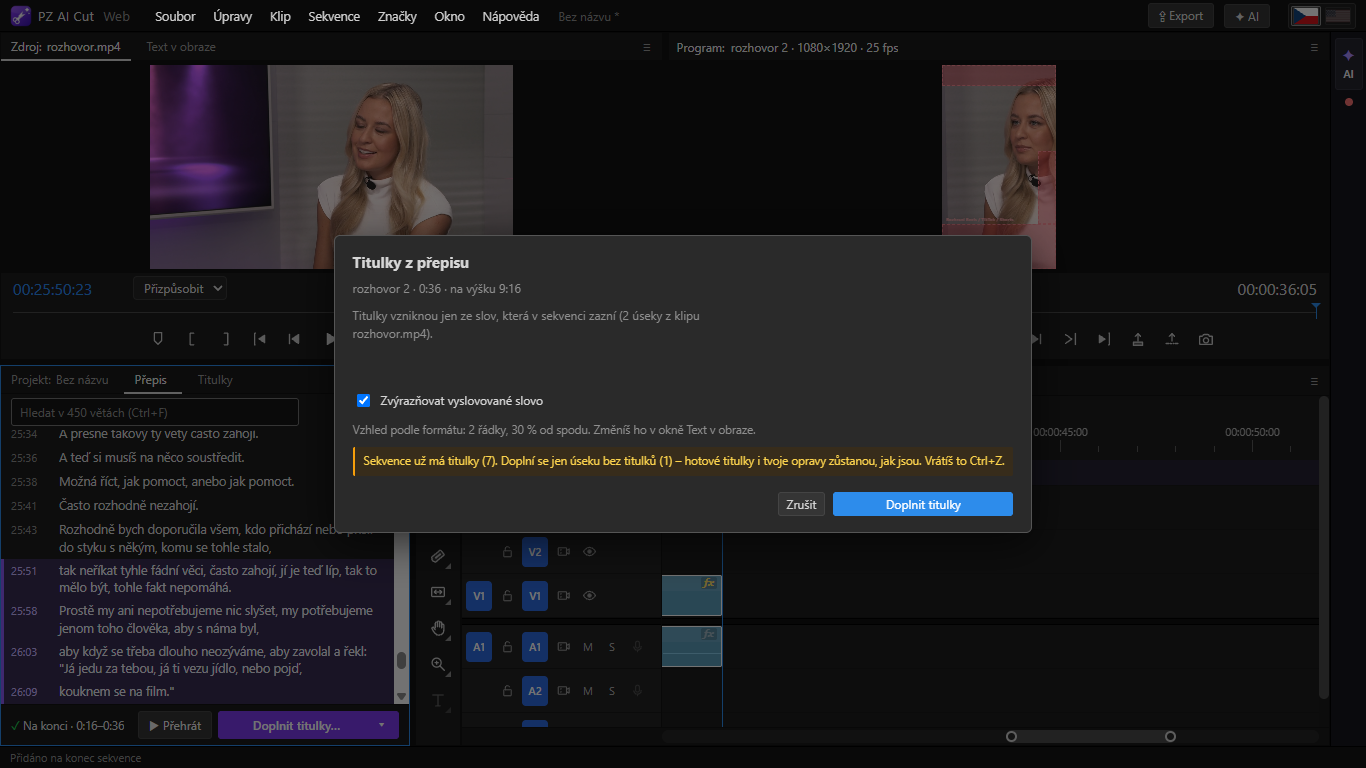 PZ AI Cut Web Soubor Úpravy Klip Sekvence Značky Okno Nápověda Bez názvu * Export AI
Zdroj: rozhovor.mp4 Text v obraze
Program: rozhovor 2 · 1080×1920 · 25 fps
AI
00:25:50:23 Přizpůsobit
00:00:36:05
Titulky z přepisu
rozhovor 2 · 0:36 · na výšku 9:16
Titulky vzniknou jen ze slov, která v sekvenci zazní (2 úseky z klipu
rozhovor.mp4).
Zvýrazňovat vyslovované slovo
Vzhled podle formátu: 2 řádky, 30 % od spodu. Změníš ho v okně Text v obraze.
Sekvence už má titulky (7). Doplní se jen úseku bez titulků (1) – hotové titulky i tvoje opravy zůstanou, jak jsou. Vrátíš to Ctrl+Z.
Zrušit Doplnit titulky
Projekt: Bez názvu Přepis Titulky
Hledat v 450 větách (Ctrl+F)
25:34 A přesně takový ty věty často zahojí.
25:36 A teď si musíš na něco soustředit.
25:38 Možná říct, jak pomoct, anebo jak pomoct.
25:41 Často rozhodně nezahojí.
25:43 Rozhodně bych doporučila všem, kdo přichází nebo
do styku s někým, komu se tohle stalo,
25:51 tak neříkat tyhle fádní věci, často zahojí, jí je teď líp, tak to
mělo být, tohle fakt nepomáhá.
25:58 Prostě my ani nepotřebujeme nic slyšet, my potřebujeme
jenom toho člověka, aby s náma byl,
26:03 aby když se třeba dlouho neozýváme, aby zavolal a řekl:
"Já jedu za tebou, já ti vezu jídlo, nebo pojď,
26:09 kouknem se na film."
✓ Na konci · 0:16–0:36 Přehrát Doplnit titulky...
Přidáno na konec sekvence
00:00:45:00 00:00:50:00
V2
V1 V1 fx
A1 A1 M S fx
A2 M S